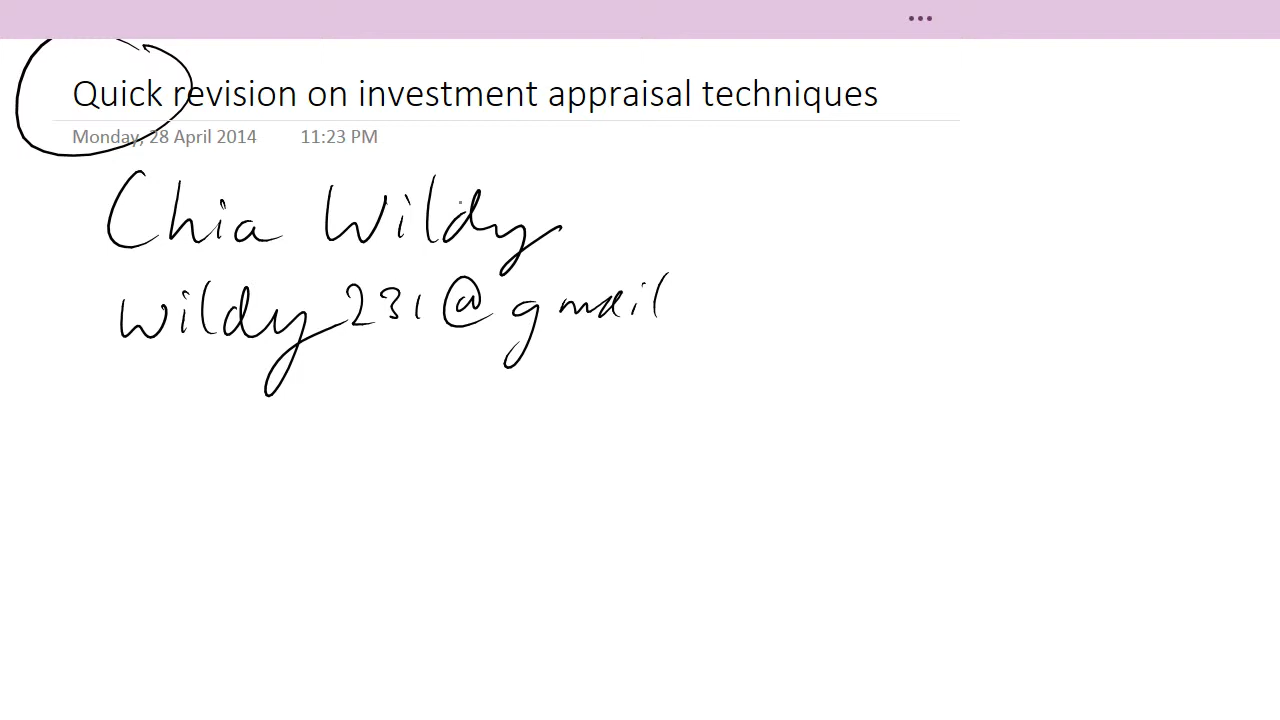 Quick revision on investment appraisal techniques
Monday, 28 April 2014 11:23 PM
Chia Wildy
wildy231@gmail